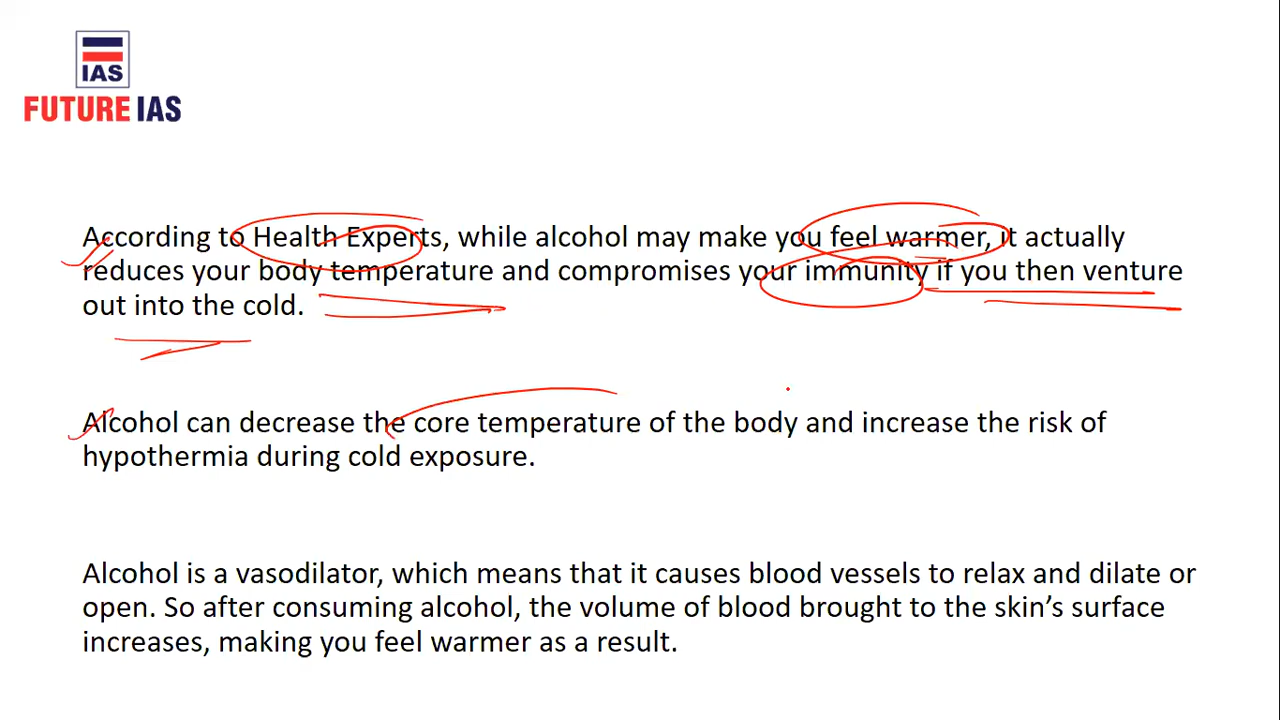 IAS
FUTURE IAS
According to Health Experts, while alcohol may make you feel warmer, it actually
reduces your body temperature and compromises your immunity if you then venture
out into the cold.
Alcohol can decrease the core temperature of the body and increase the risk of
hypothermia during cold exposure.
Alcohol is a vasodilator, which means that it causes blood vessels to relax and dilate or
open. So after consuming alcohol, the volume of blood brought to the skin’s surface
increases, making you feel warmer as a result.